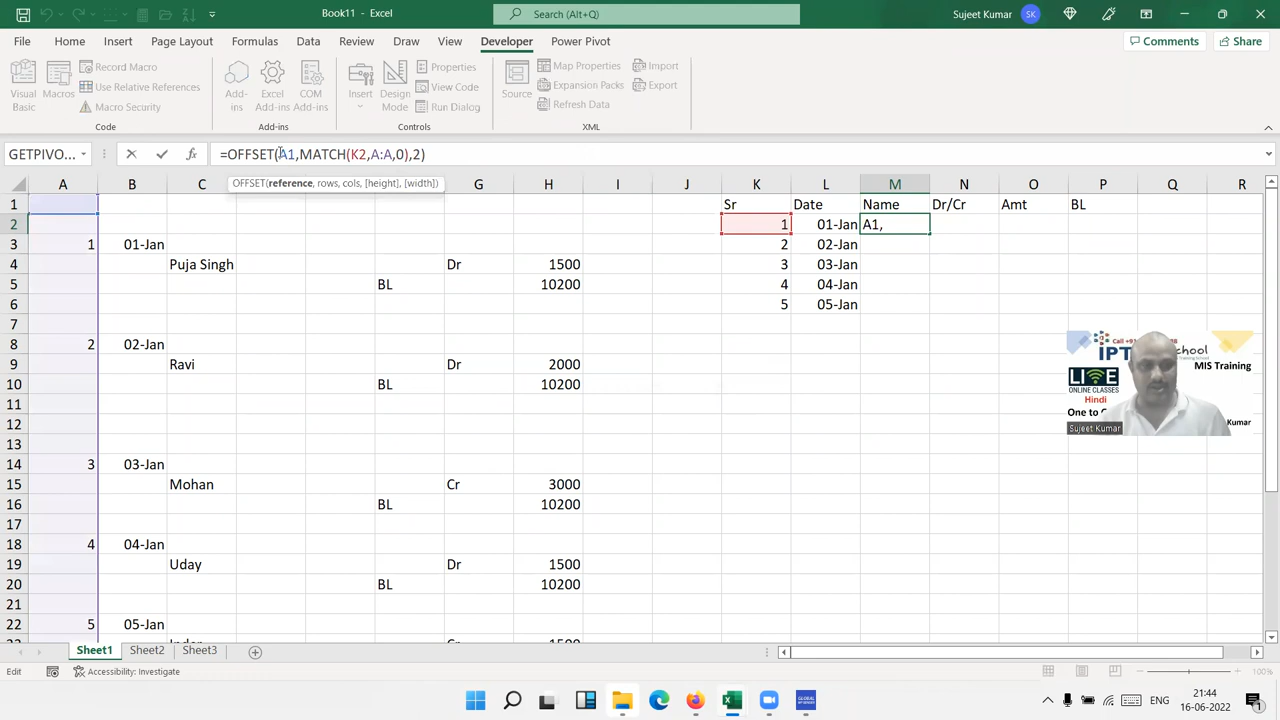 Book11 - Excel
Search (Alt+Q)
Sujeet Kumar
SK
File Home Insert Page Layout Formulas Data Review View Draw Developer Power Pivot
Comments Share
Visual Basic
Macros
Record Macro
Use Relative References
Macro Security
Code
Add-ins
Excel Add-ins
COM Add-ins
Add-ins
Insert
Design Mode
Properties
View Code
Run Dialog
Controls
Source
Map Properties
Expansion Packs
Refresh Data
Import
Export
XML
GETPIVO...
fx
=OFFSET(A1,MATCH(K2,A:A,0),2)
OFFSET(reference, rows, cols, [height], [width])
A B C G H I J K L M N O P Q R
1 Sr Date Name Dr/Cr Amt BL
2 1 01-Jan A1,
3 1 01-Jan 2 02-Jan
4 Puja Singh Dr 1500 3 03-Jan
5 BL 10200 4 04-Jan
6 5 05-Jan
7
8 2 02-Jan
9 Ravi Dr 2000
10 BL 10200
11
12
13
14 3 03-Jan
15 Mohan Cr 3000
16 BL 10200
17
18 4 04-Jan
19 Uday Dr 1500
20 BL 10200
21
22 5 05-Jan
Call
IPT
School
MIS Training
LIVE
ONLINE CLASSES
Hindi
One to
Kumar
Sujeet Kumar
Sheet1 Sheet2 Sheet3
Edit
Accessibility: Investigate
100%
ENG
21:44
16-06-2022